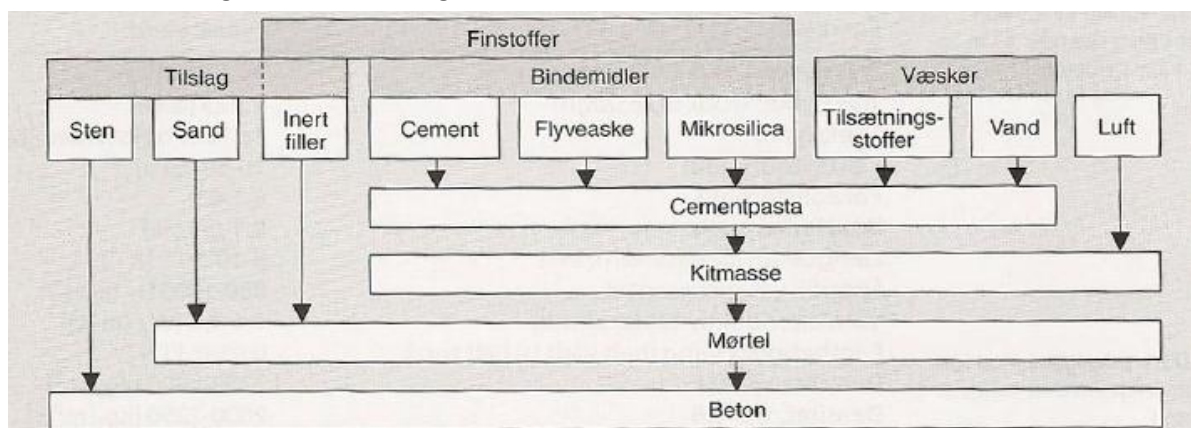 Finstoffer
Tilslag
Bindemidler
Væsker
Sten
Sand
Inert
filler
Cement
Flyveaske
Mikrosilica
Tilsætnings-
stoffer
Vand
Luft
Cementpasta
Kitmasse
Mørtel
Beton